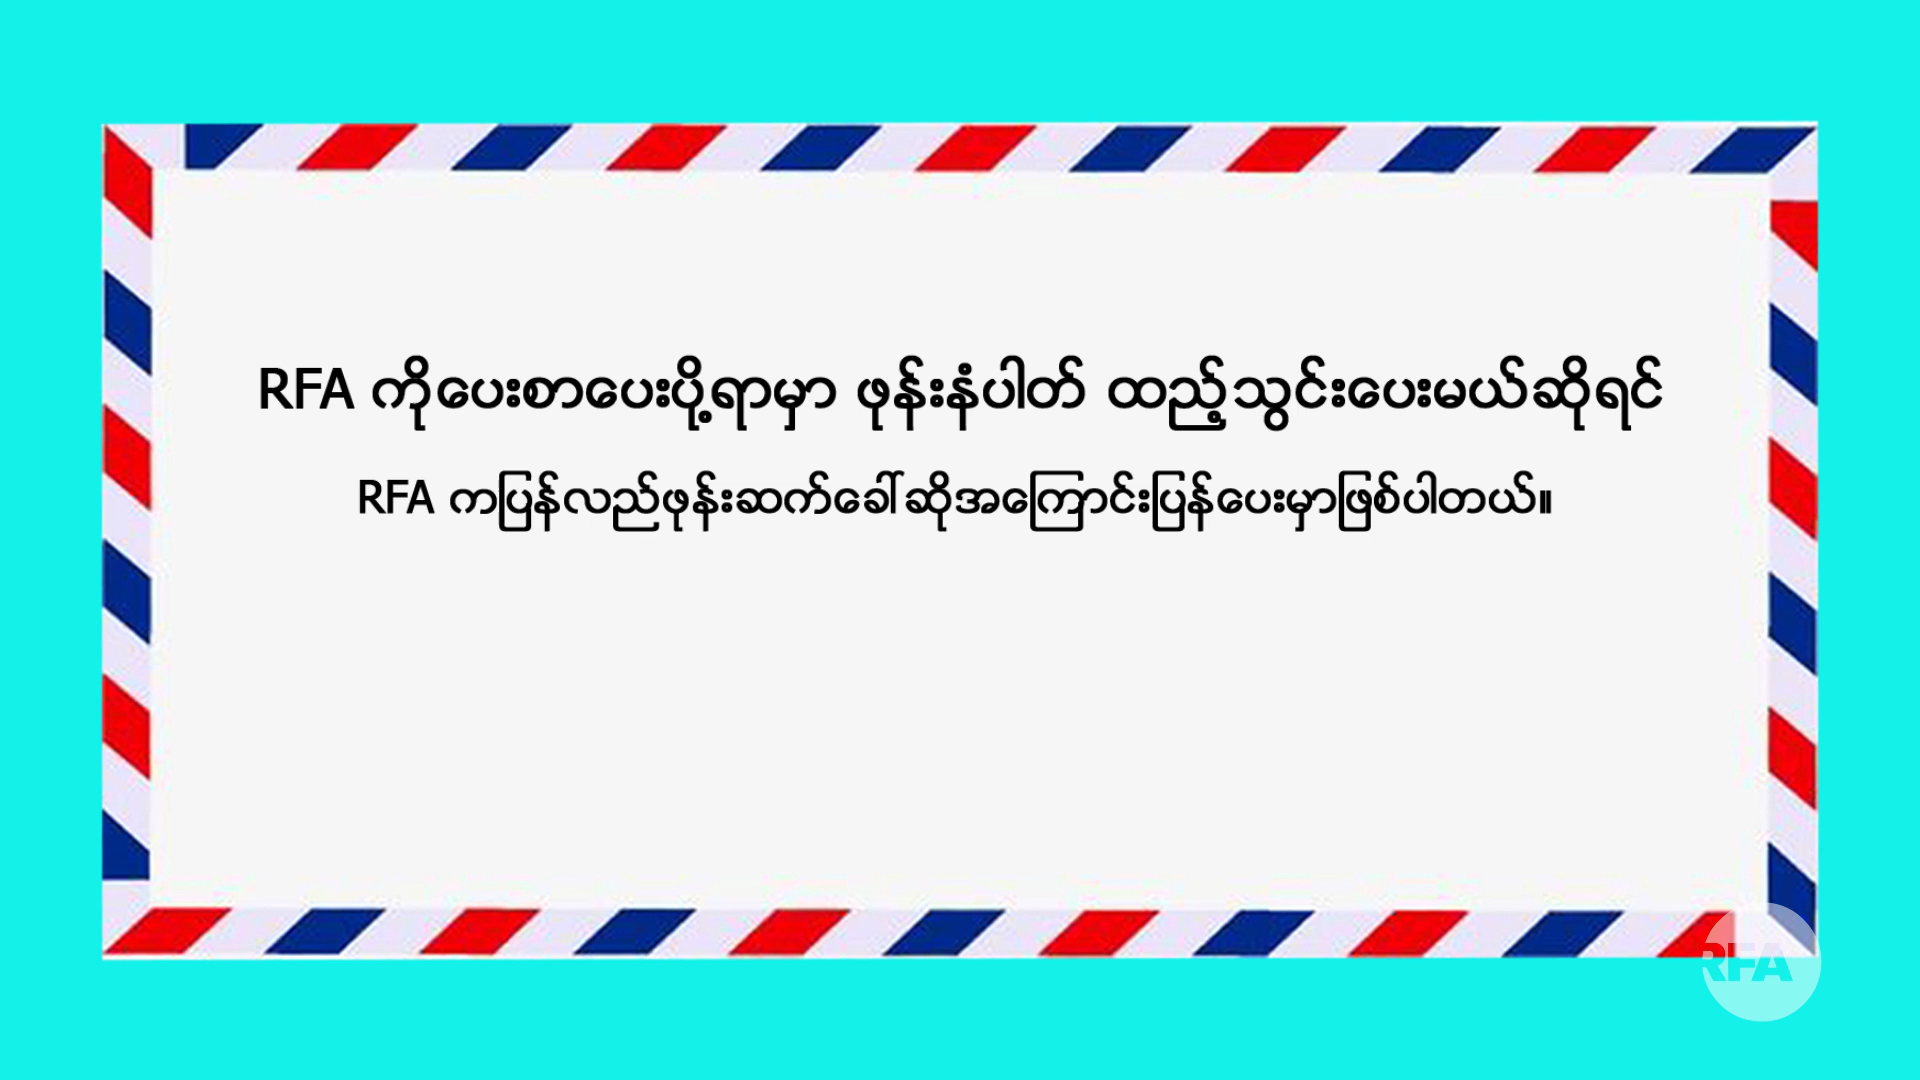 RFA ကိုပေးစာပေးပို့ရာမှာ ဖုန်းနံပါတ် ထည့်သွင်းပေးမယ်ဆိုရင်
RFA ကပြန်လည်ဖုန်းဆက်ခေါ်ဆိုအကြောင်းပြန်ပေးမှာဖြစ်ပါတယ်။
RFA